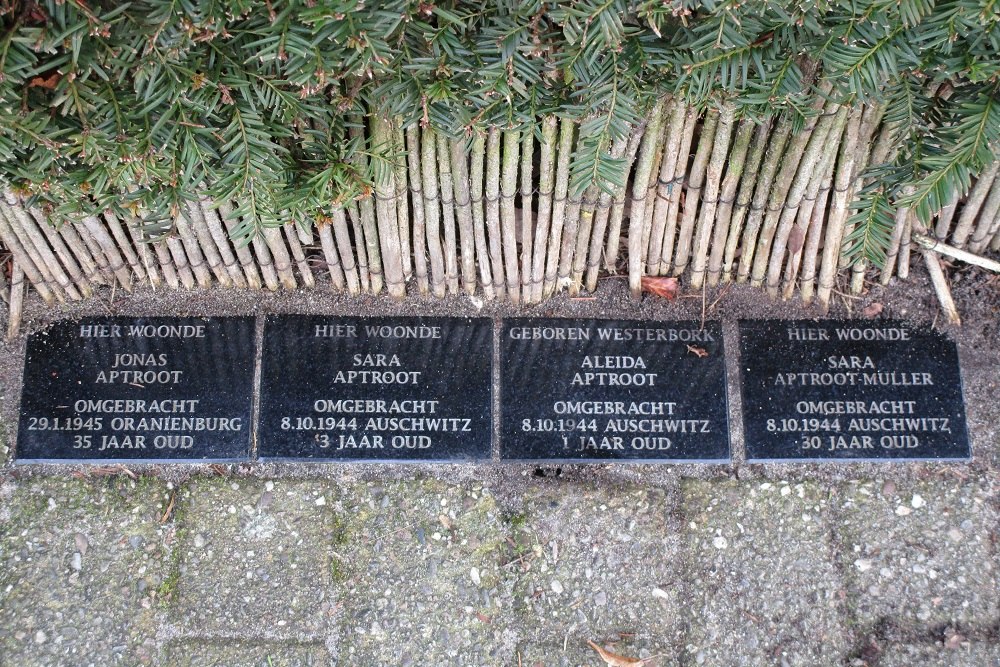 HIER WOONDE
JONAS
APTROOT
OMGEBRACHT
29.1.1945 ORANIENBURG
35 JAAR OUD
HIER WOONDE
SARA
APTROOT
OMGEBRACHT
8.10.1944 AUSCHWITZ
3 JAAR OUD
GEBOREN WESTERBORK
ALEIDA
APTROOT
OMGEBRACHT
8.10.1944 AUSCHWITZ
1 JAAR OUD
HIER WOONDE
SARA
APTROOT-MULLER
OMGEBRACHT
8.10.1944 AUSCHWITZ
30 JAAR OUD